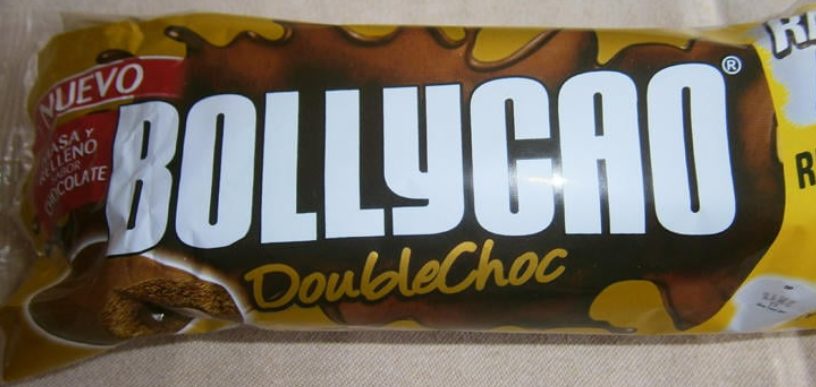 NUEVO
MASA Y
RELLENO
SABOR
CHOCOLATE
BOLLYCAO®
DoubleChoc
R